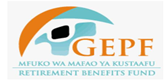 GEPF
MFUKO WA MAFAO YA KUSTAAFU
RETIREMENT BENEFITS FUND